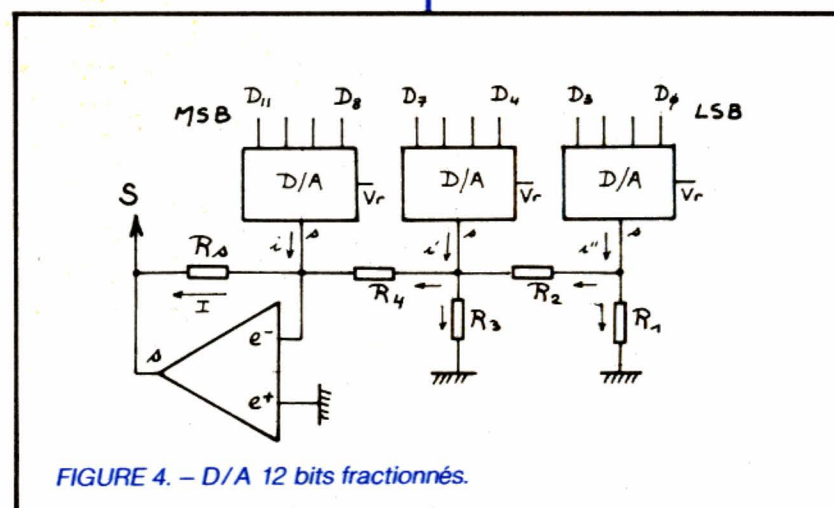 D11 D8 D7 D4 D3 Dφ
MSB LSB
D/A D/A D/A
Vr Vr Vr
S
i s i' s i'' s
Rs R4 R2
I
R3 R1
s
e-
e+
FIGURE 4. – D/A 12 bits fractionnés.